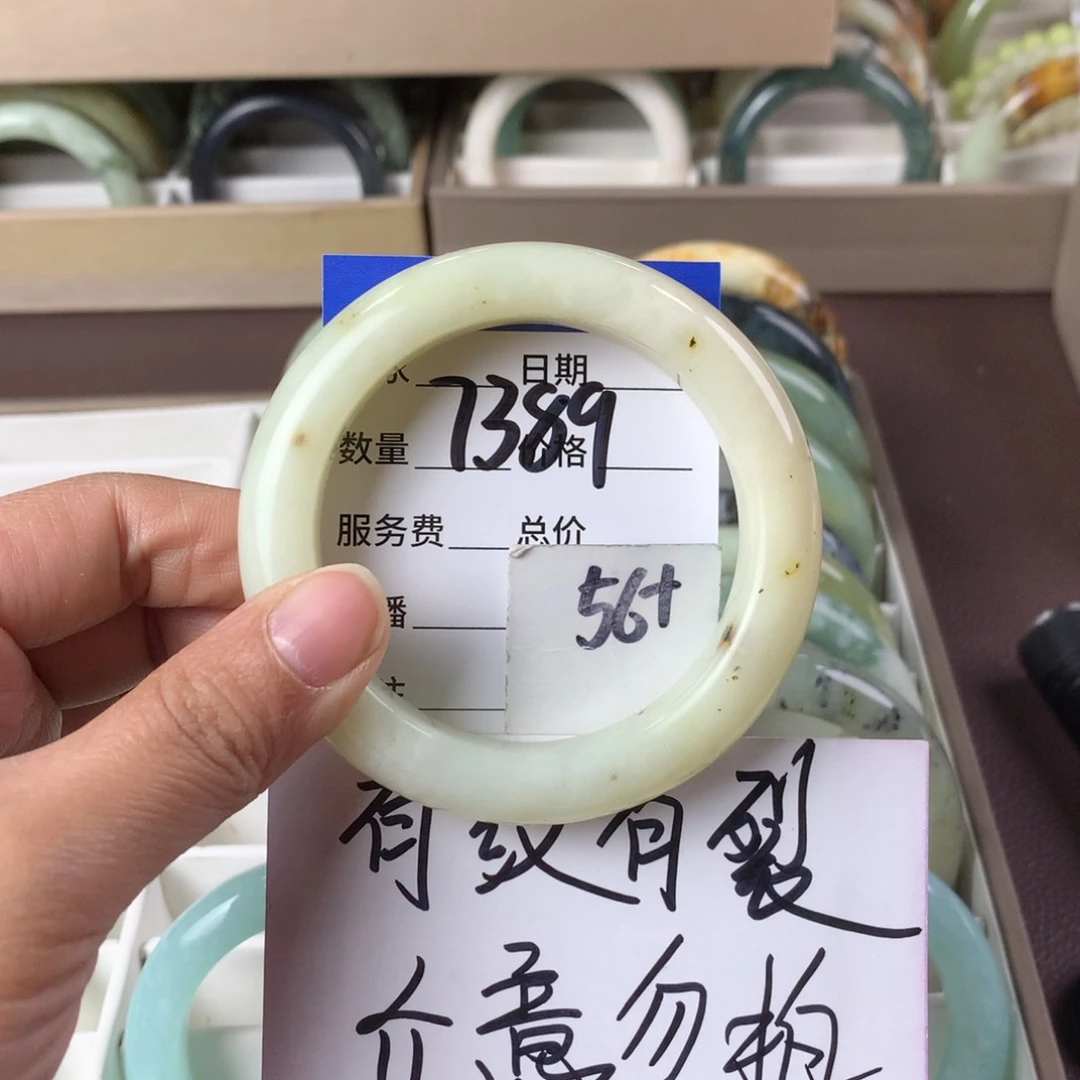 日期
7389
数量 价格
服务费 总价
56+
播
有纹有裂
介意勿拍